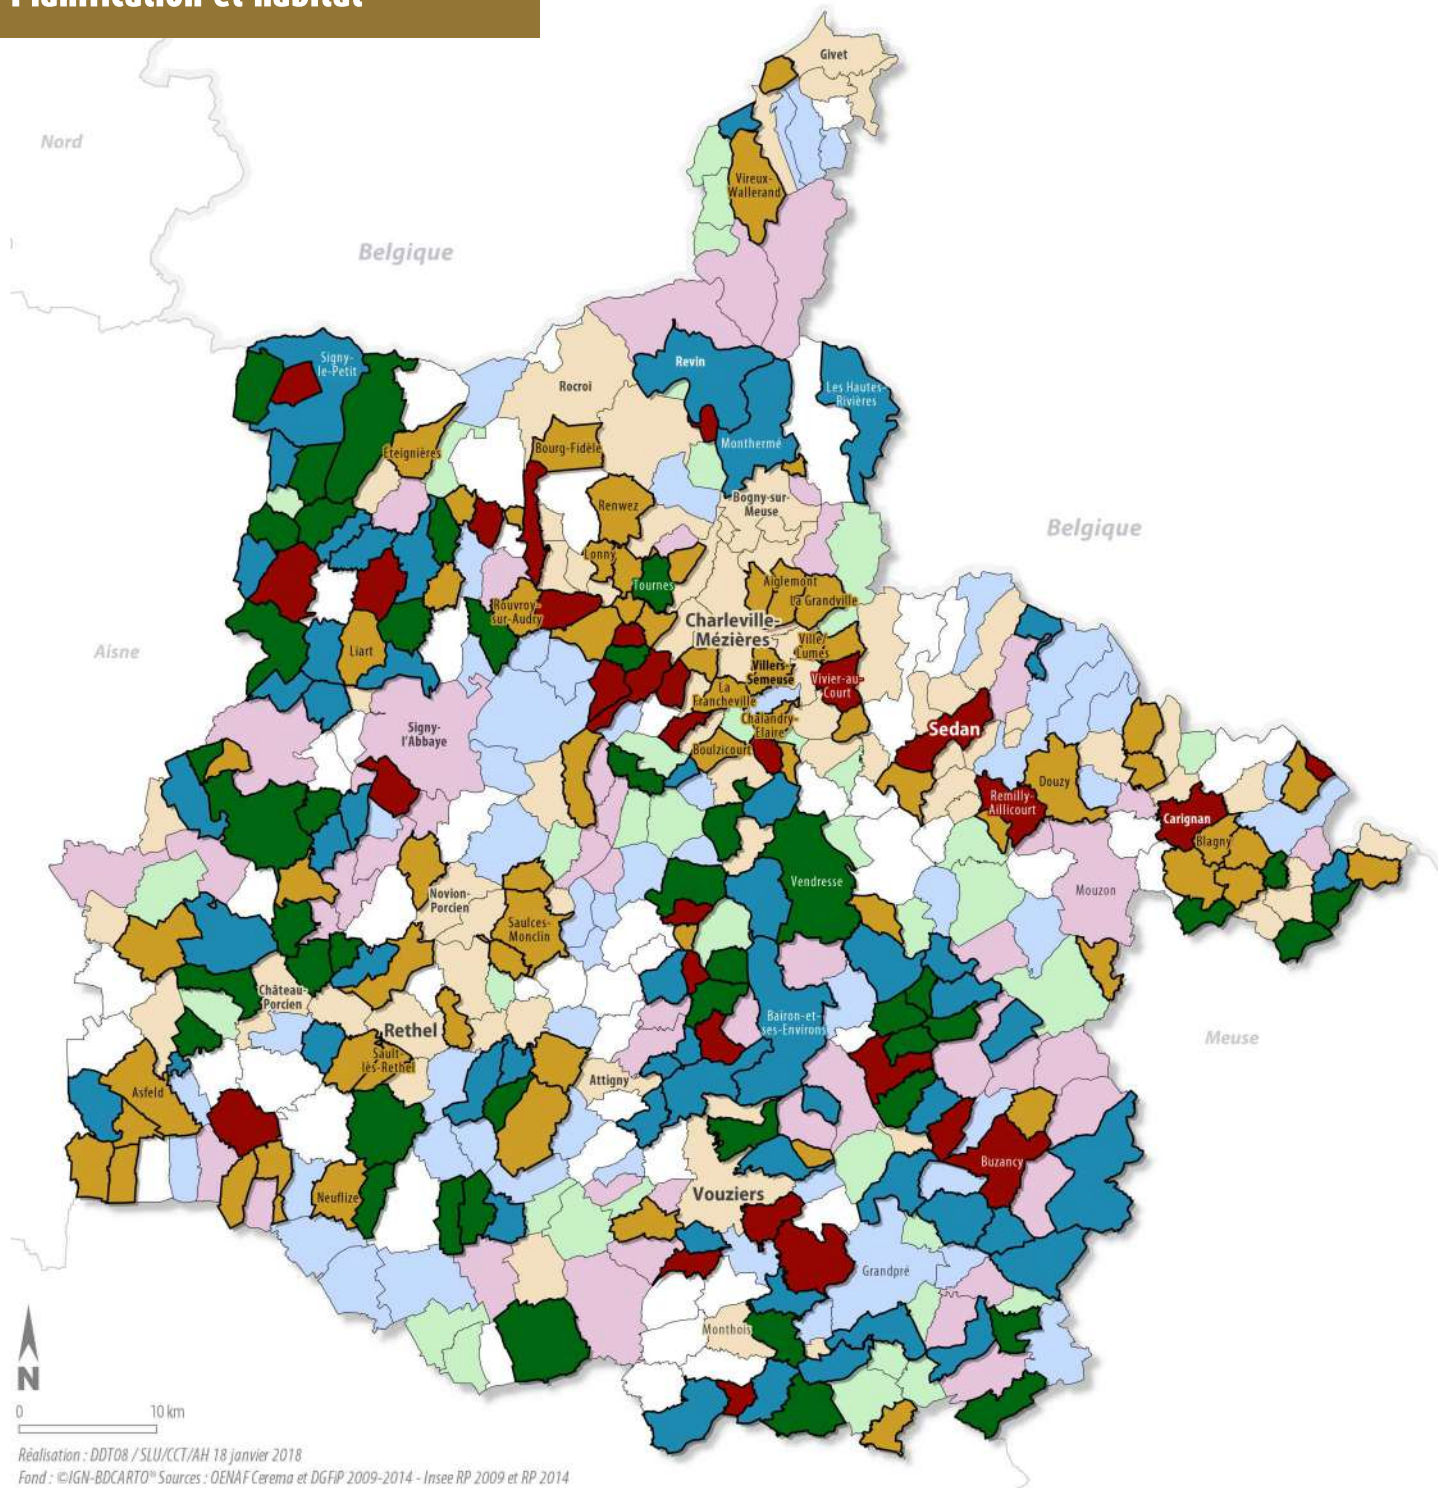 Planification et habitat
Givet
Nord
Vireux-
Wallerand
Belgique
Signy-
le-Petit
Revin
Rocroi
Les Hautes-
Rivières
Éteignières
Bourg-Fidèle
Monthermé
Renwez
Bogny-sur-
Meuse
Belgique
Lonny
Tournes
Aiglemont
La Grandville
Rouvroy-
sur-Audry
Charleville-
Mézières
Aisne
Liart
Ville/
Lumes
Villers-
Semeuse
Vivier-au-
Court
La
Francheville
Signy-
l'Abbaye
Chalandry-
Elaire
Sedan
Boulzicourt
Douzy
Remilly-
Aillicourt
Carignan
Blagny
Vendresse
Mouzon
Novion-
Porcien
Saulces-
Monclin
Château-
Porcien
Rethel
Bairon-et-
ses-Environs
Meuse
Sault-
lès-Rethel
Attigny
Asfeld
Buzancy
Neuflize
Vouziers
Grandpré
Monthois
N
0 10 km
Réalisation : DDT08 / SLU/CCT/AH 18 janvier 2018
Fond : ©IGN-BDCARTO® Sources : OENAF Cerema et DGFiP 2009-2014 - Insee RP 2009 et RP 2014